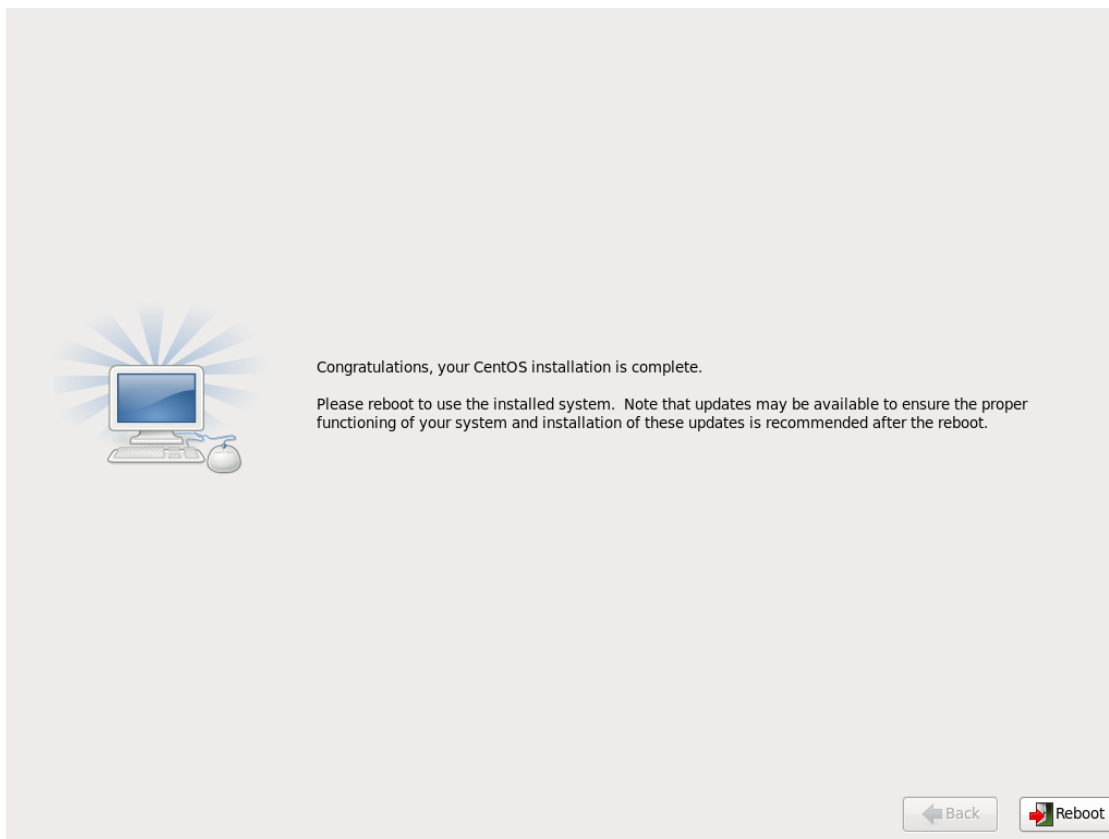 Congratulations, your CentOS installation is complete.
Please reboot to use the installed system.  Note that updates may be available to ensure the proper
functioning of your system and installation of these updates is recommended after the reboot.
Back
Reboot